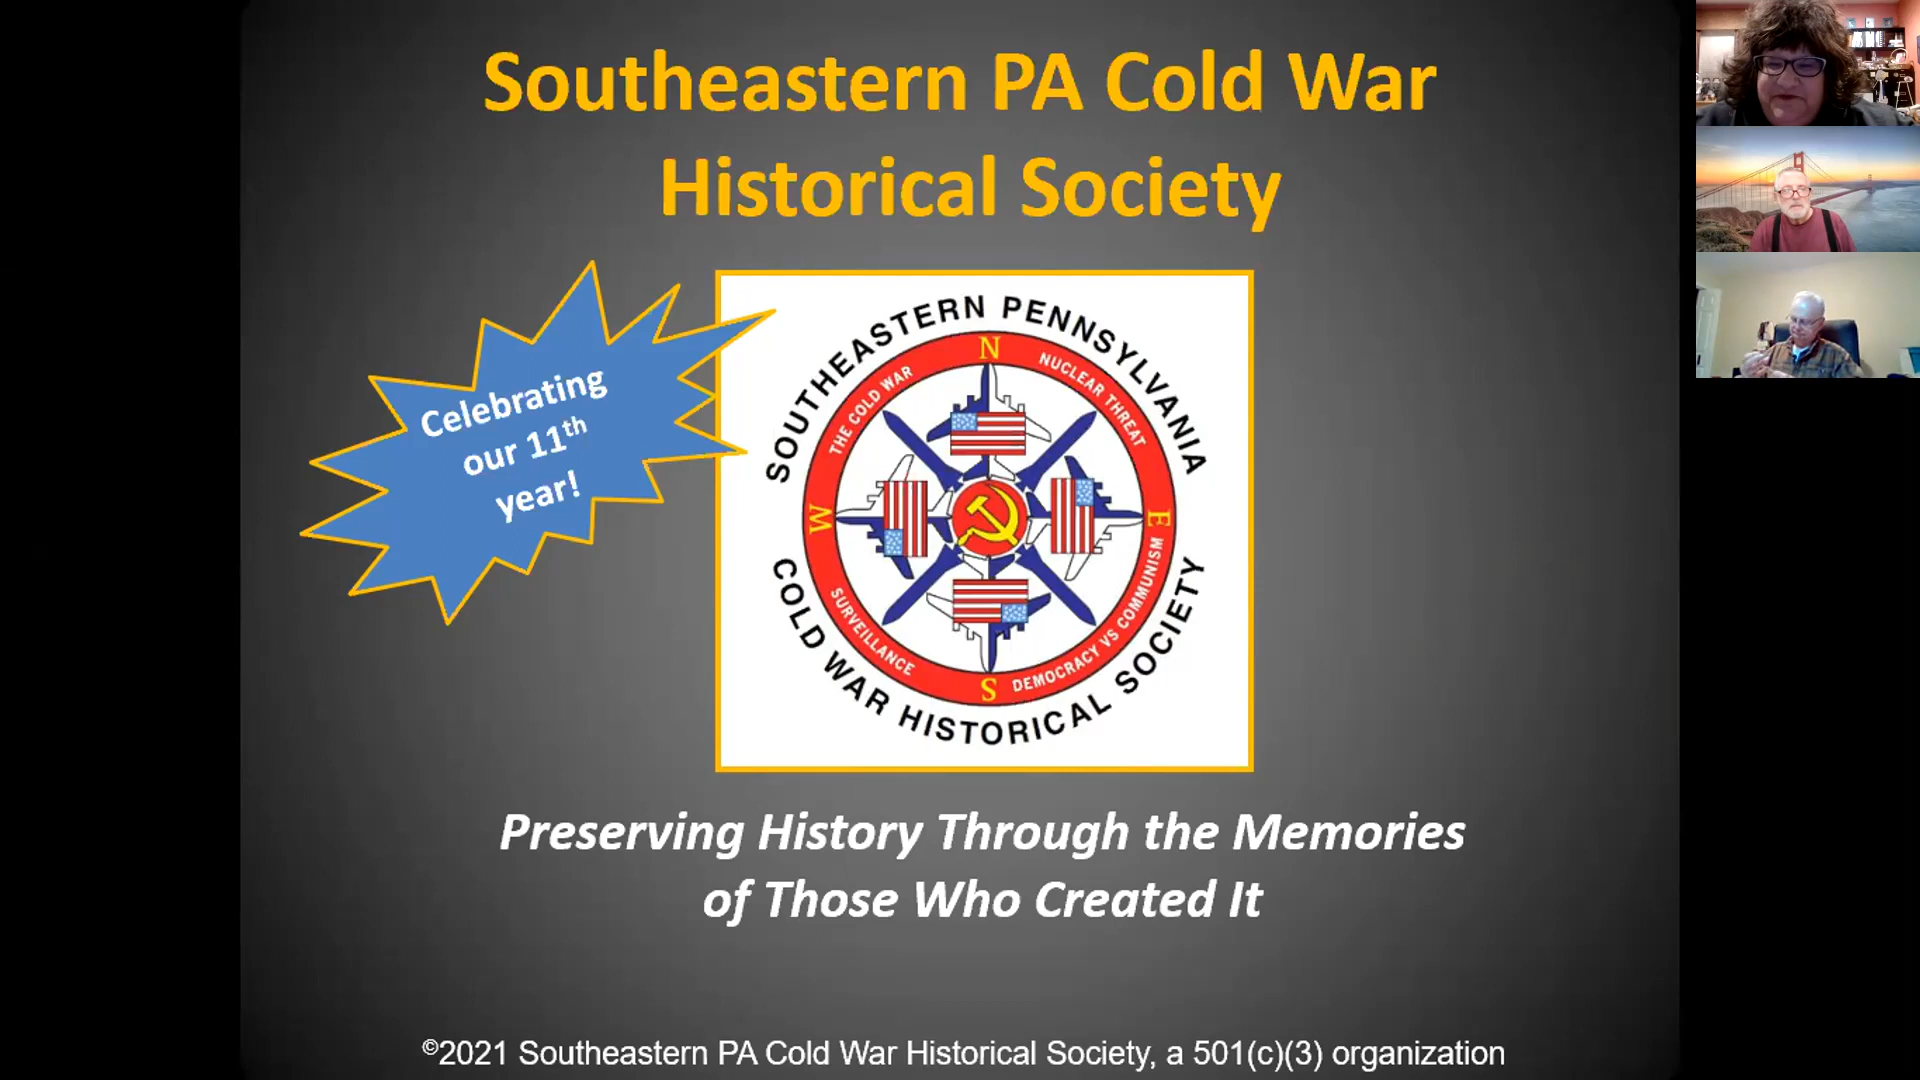 Southeastern PA Cold War
Historical Society
Celebrating
our 11th
year!
SOUTHEASTERN PENNSYLVANIA
N
THE COLD WAR
NUCLEAR THREAT
W
E
SURVEILLANCE
DEMOCRACY VS COMMUNISM
S
COLD WAR HISTORICAL SOCIETY
Preserving History Through the Memories
of Those Who Created It
©2021 Southeastern PA Cold War Historical Society, a 501(c)(3) organization